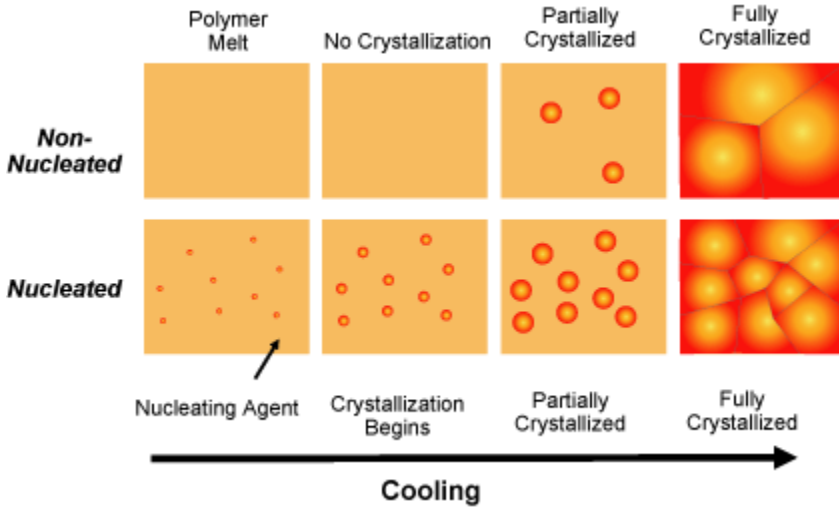 Polymer
Melt
No Crystallization
Partially
Crystallized
Fully
Crystallized
Non-
Nucleated
Nucleated
Nucleating Agent
Crystallization
Begins
Partially
Crystallized
Fully
Crystallized
Cooling